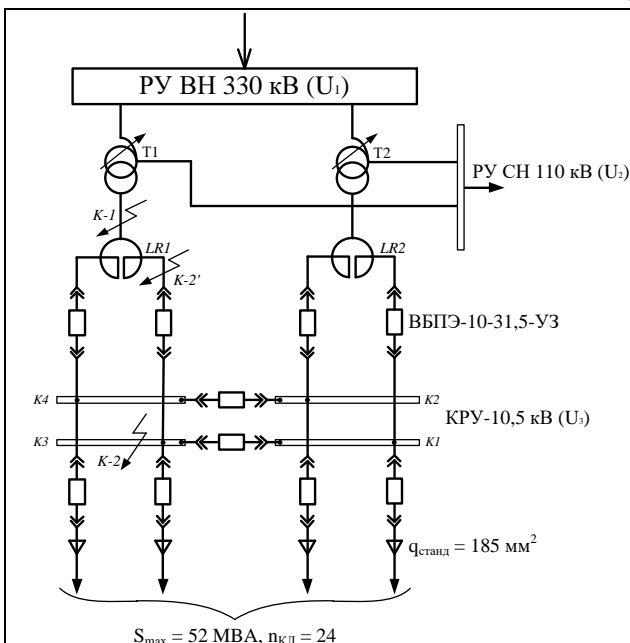 РУ ВН 330 кВ (U₁)
T1
T2
РУ СН 110 кВ (U₂)
K-1
LR1
LR2
K-2'
ВБПЭ-10-31,5-УЗ
K4
K2
КРУ-10,5 кВ (U₃)
K3
K1
K-2
qстанд = 185 мм²
Smax = 52 МВА, nКЛ = 24